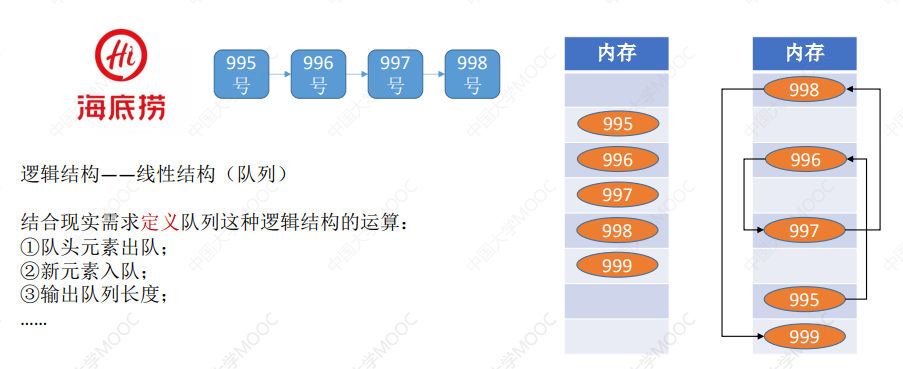 Hi
海底捞
995号
996号
997号
998号
逻辑结构——线性结构（队列）
结合现实需求定义队列这种逻辑结构的运算：
①队头元素出队；
②新元素入队；
③输出队列长度；
……
内存
995
996
997
998
999
内存
998
996
997
995
999
中国大学MOOC